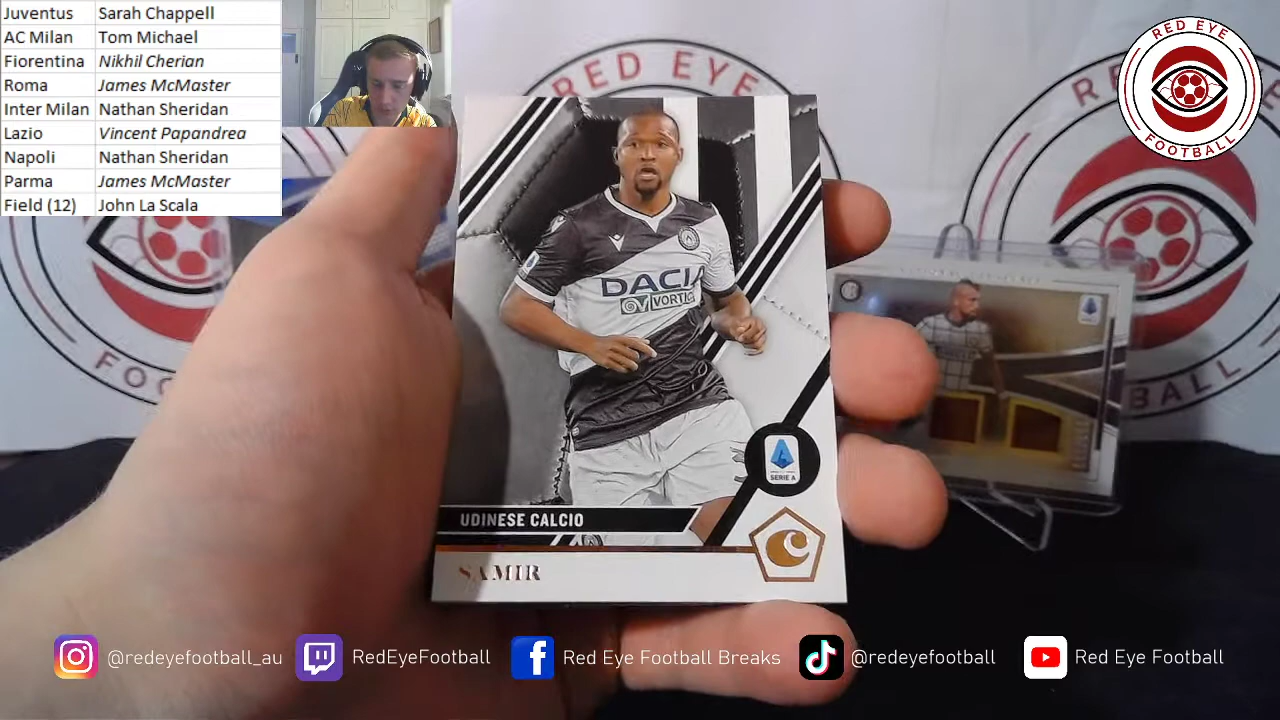 Juventus Sarah Chappell
AC Milan Tom Michael
Fiorentina Nikhil Cherian
Roma James McMaster
Inter Milan Nathan Sheridan
Lazio Vincent Papandrea
Napoli Nathan Sheridan
Parma James McMaster
Field (12) John La Scala
RED EYE
FOOTBALL
RED EYE
DACIA
VORTIC
SERIE A
UDINESE CALCIO
SAMIR
@redeyefootball_au
RedEyeFootball
Red Eye Football Breaks
@redeyefootball
Red Eye Football